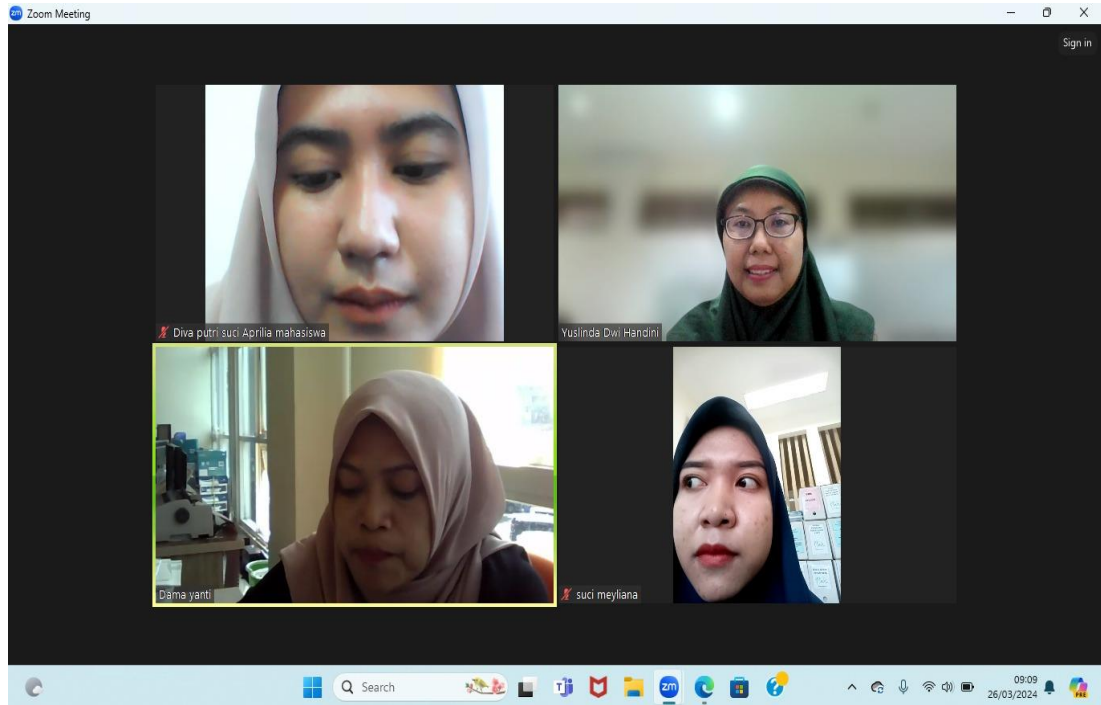 Zoom Meeting
Sign in
Diva putri suci Aprilia mahasiswa
Yuslinda Dwi Handini
Dama yanti
suci meyliana
Search
09:09
26/03/2024